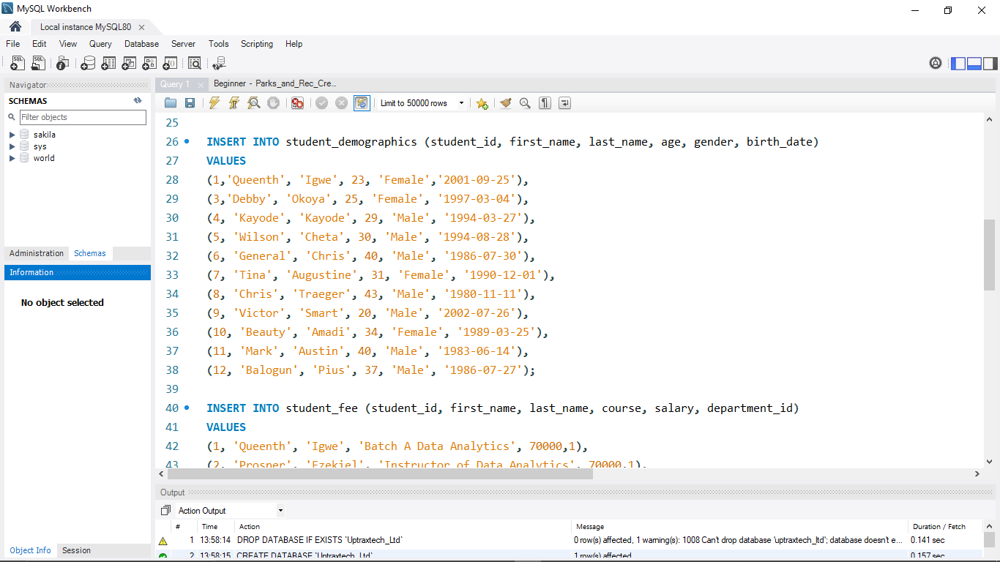 MySQL Workbench
Local instance MySQL80
File Edit View Query Database Server Tools Scripting Help
Navigator
SCHEMAS
Filter objects
sakila
sys
world
Administration Schemas
Information
No object selected
Object Info Session
Query 1 Beginner - Parks_and_Rec_Cre...
Limit to 50000 rows
25
26 INSERT INTO student_demographics (student_id, first_name, last_name, age, gender, birth_date)
27 VALUES
28 (1,'Queenth', 'Igwe', 23, 'Female','2001-09-25'),
29 (3,'Debby', 'Okoya', 25, 'Female', '1997-03-04'),
30 (4, 'Kayode', 'Kayode', 29, 'Male', '1994-03-27'),
31 (5, 'Wilson', 'Cheta', 30, 'Male', '1994-08-28'),
32 (6, 'General', 'Chris', 40, 'Male', '1986-07-30'),
33 (7, 'Tina', 'Augustine', 31, 'Female', '1990-12-01'),
34 (8, 'Chris', 'Traeger', 43, 'Male', '1980-11-11'),
35 (9, 'Victor', 'Smart', 20, 'Male', '2002-07-26'),
36 (10, 'Beauty', 'Amadi', 34, 'Female', '1989-03-25'),
37 (11, 'Mark', 'Austin', 40, 'Male', '1983-06-14'),
38 (12, 'Balogun', 'Pius', 37, 'Male', '1986-07-27');
39
40 INSERT INTO student_fee (student_id, first_name, last_name, course, salary, department_id)
41 VALUES
42 (1, 'Queenth', 'Igwe', 'Batch A Data Analytics', 70000,1),
43 (2, 'Prosper', 'Ezekiel', 'Instructor of Data Analytics', 70000,1),
Output
Action Output
# Time Action Message Duration / Fetch
1 13:58:14 DROP DATABASE IF EXISTS `Uptraxtech_Ltd` 0 row(s) affected, 1 warning(s): 1008 Can't drop database 'uptraxtech_ltd'; database doesn't e... 0.141 sec
2 13:58:15 CREATE DATABASE `Uptraxtech_Ltd` 1 row(s) affected 0.157 sec